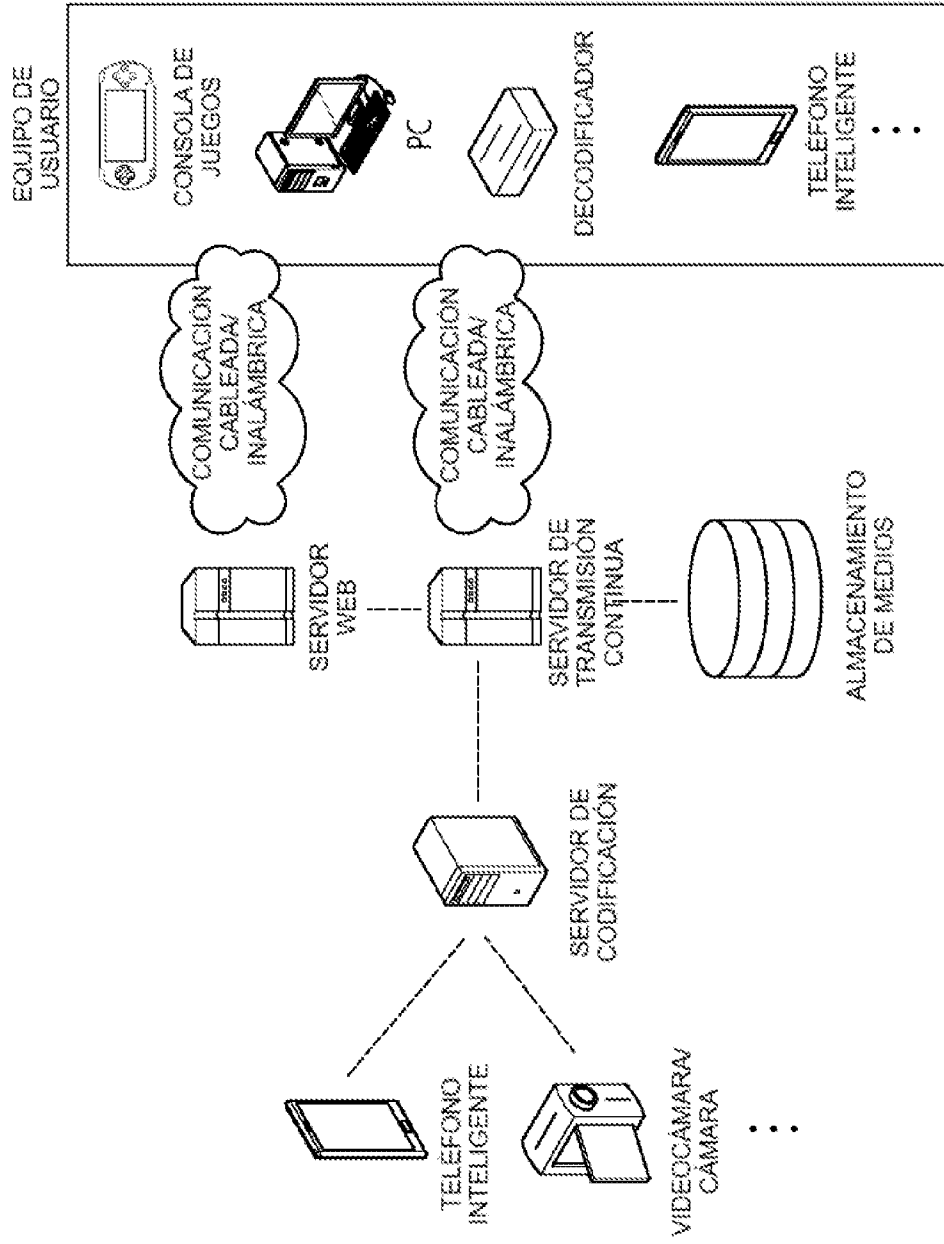 EQUIPO DE
USUARIO
CONSOLA DE
JUEGOS
PC
DECODIFICADOR
TELÉFONO
INTELIGENTE
COMUNICACIÓN
CABLEADA/
INALÁMBRICA
COMUNICACIÓN
CABLEADA/
INALÁMBRICA
SERVIDOR
WEB
SERVIDOR DE
TRANSMISIÓN
CONTINUA
ALMACENAMIENTO
DE MEDIOS
SERVIDOR DE
CODIFICACIÓN
TELÉFONO
INTELIGENTE
VIDEOCÁMARA/
CÁMARA